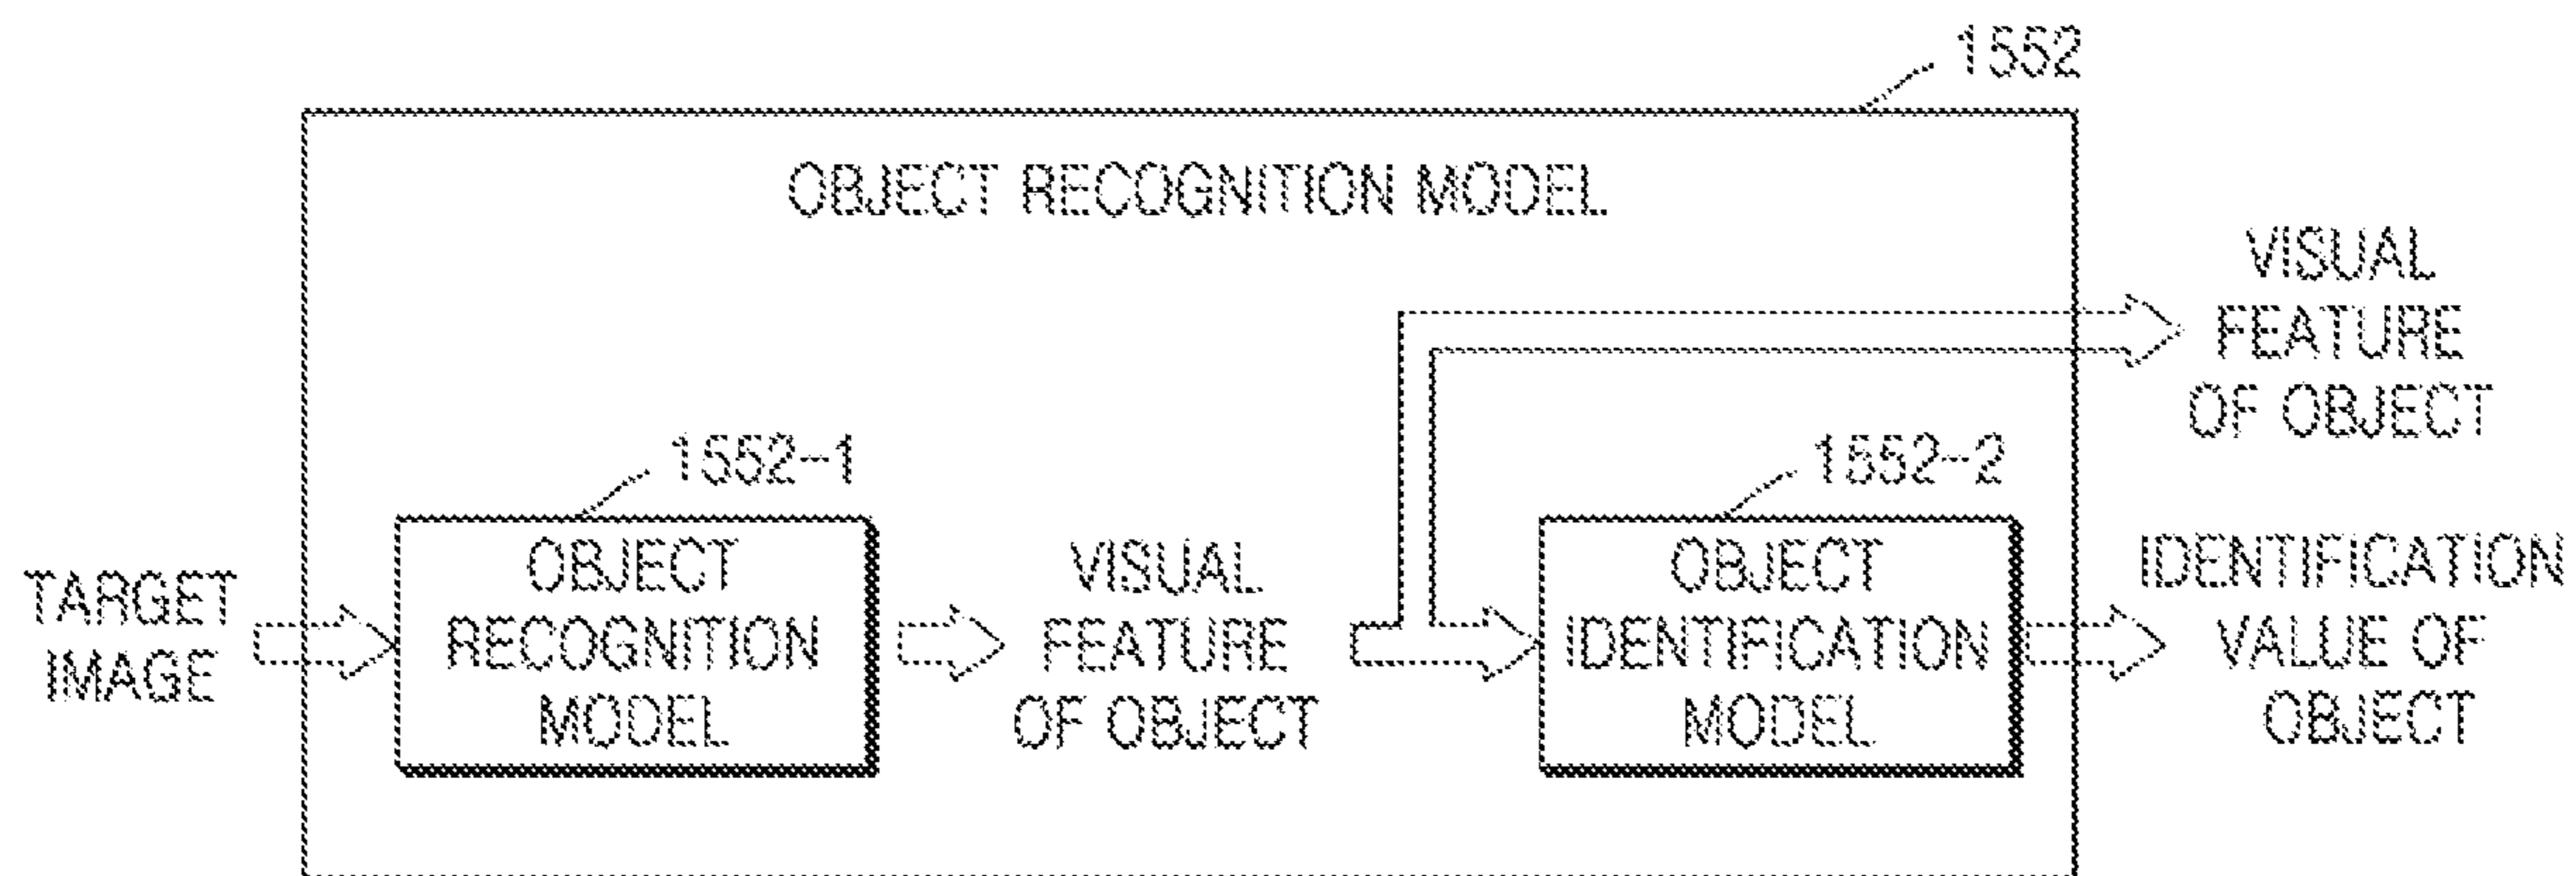 1552
OBJECT RECOGNITION MODEL
VISUAL
FEATURE
OF OBJECT
1552-1
1552-2
TARGET
IMAGE
OBJECT
RECOGNITION
MODEL
VISUAL
FEATURE
OF OBJECT
OBJECT
IDENTIFICATION
MODEL
IDENTIFICATION
VALUE OF
OBJECT